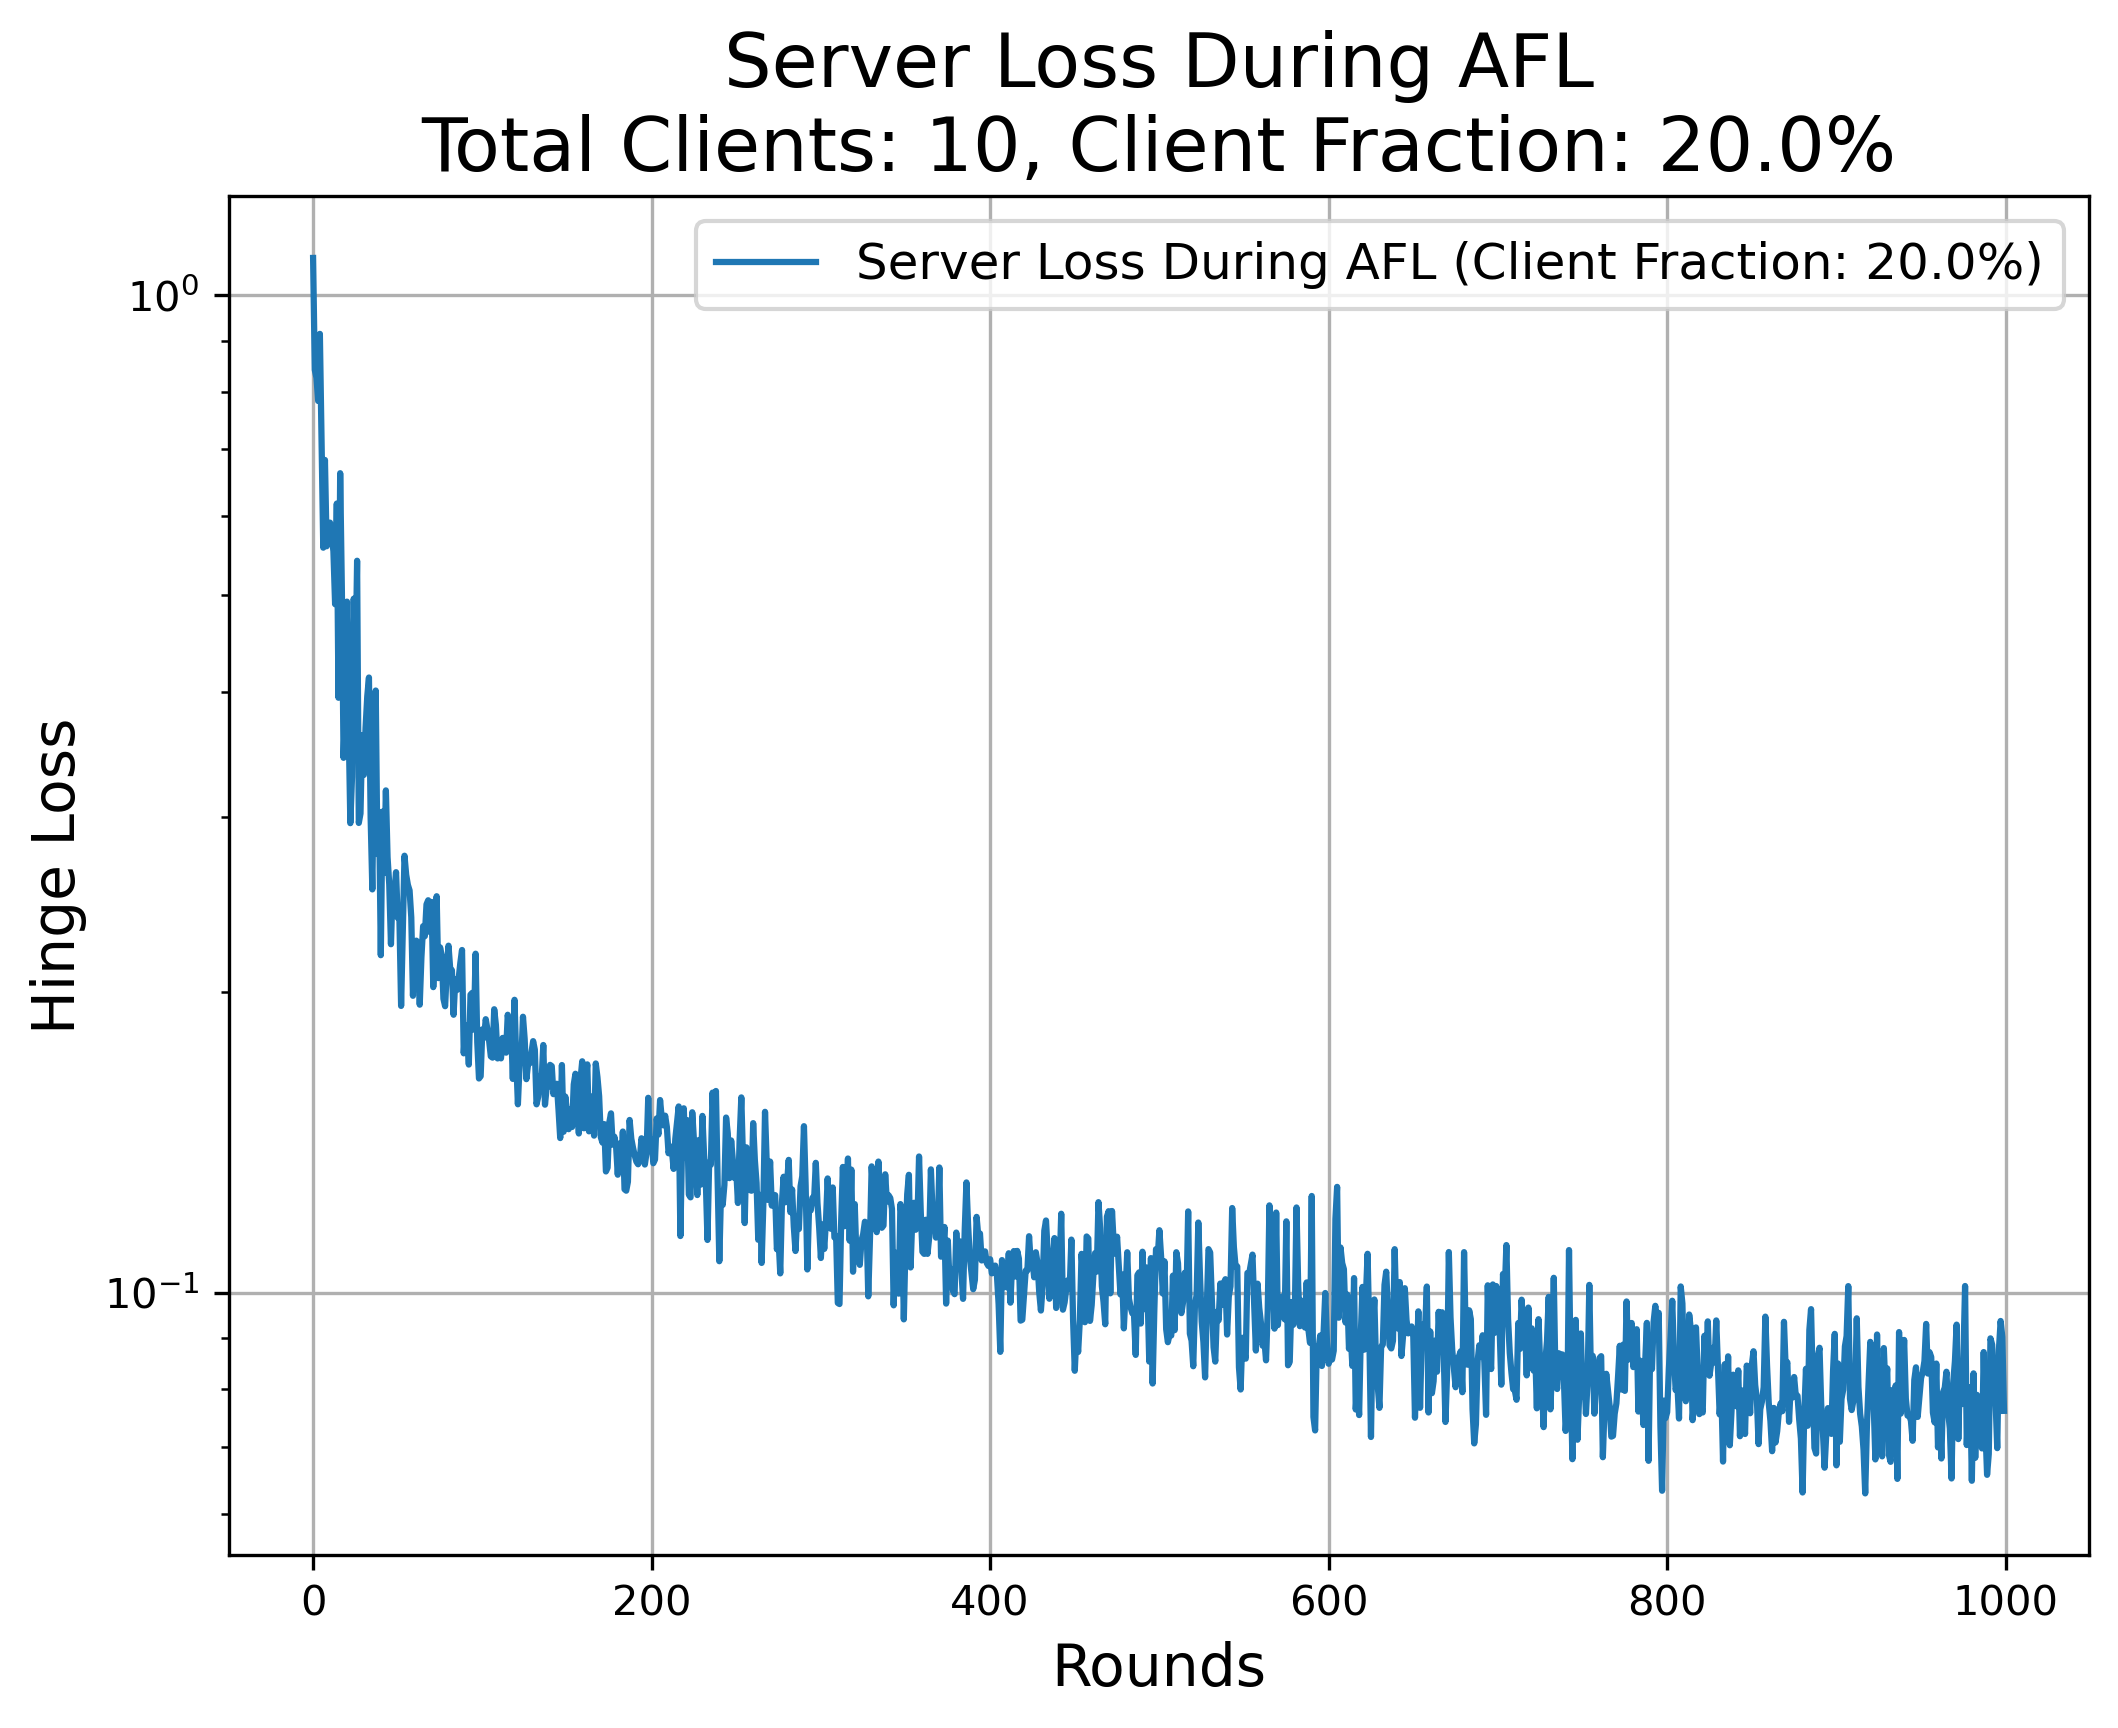 Server Loss During AFL
Total Clients: 10, Client Fraction: 20.0%
Server Loss During AFL (Client Fraction: 20.0%)
10⁰
10⁻¹
Hinge Loss
0 200 400 600 800 1000
Rounds